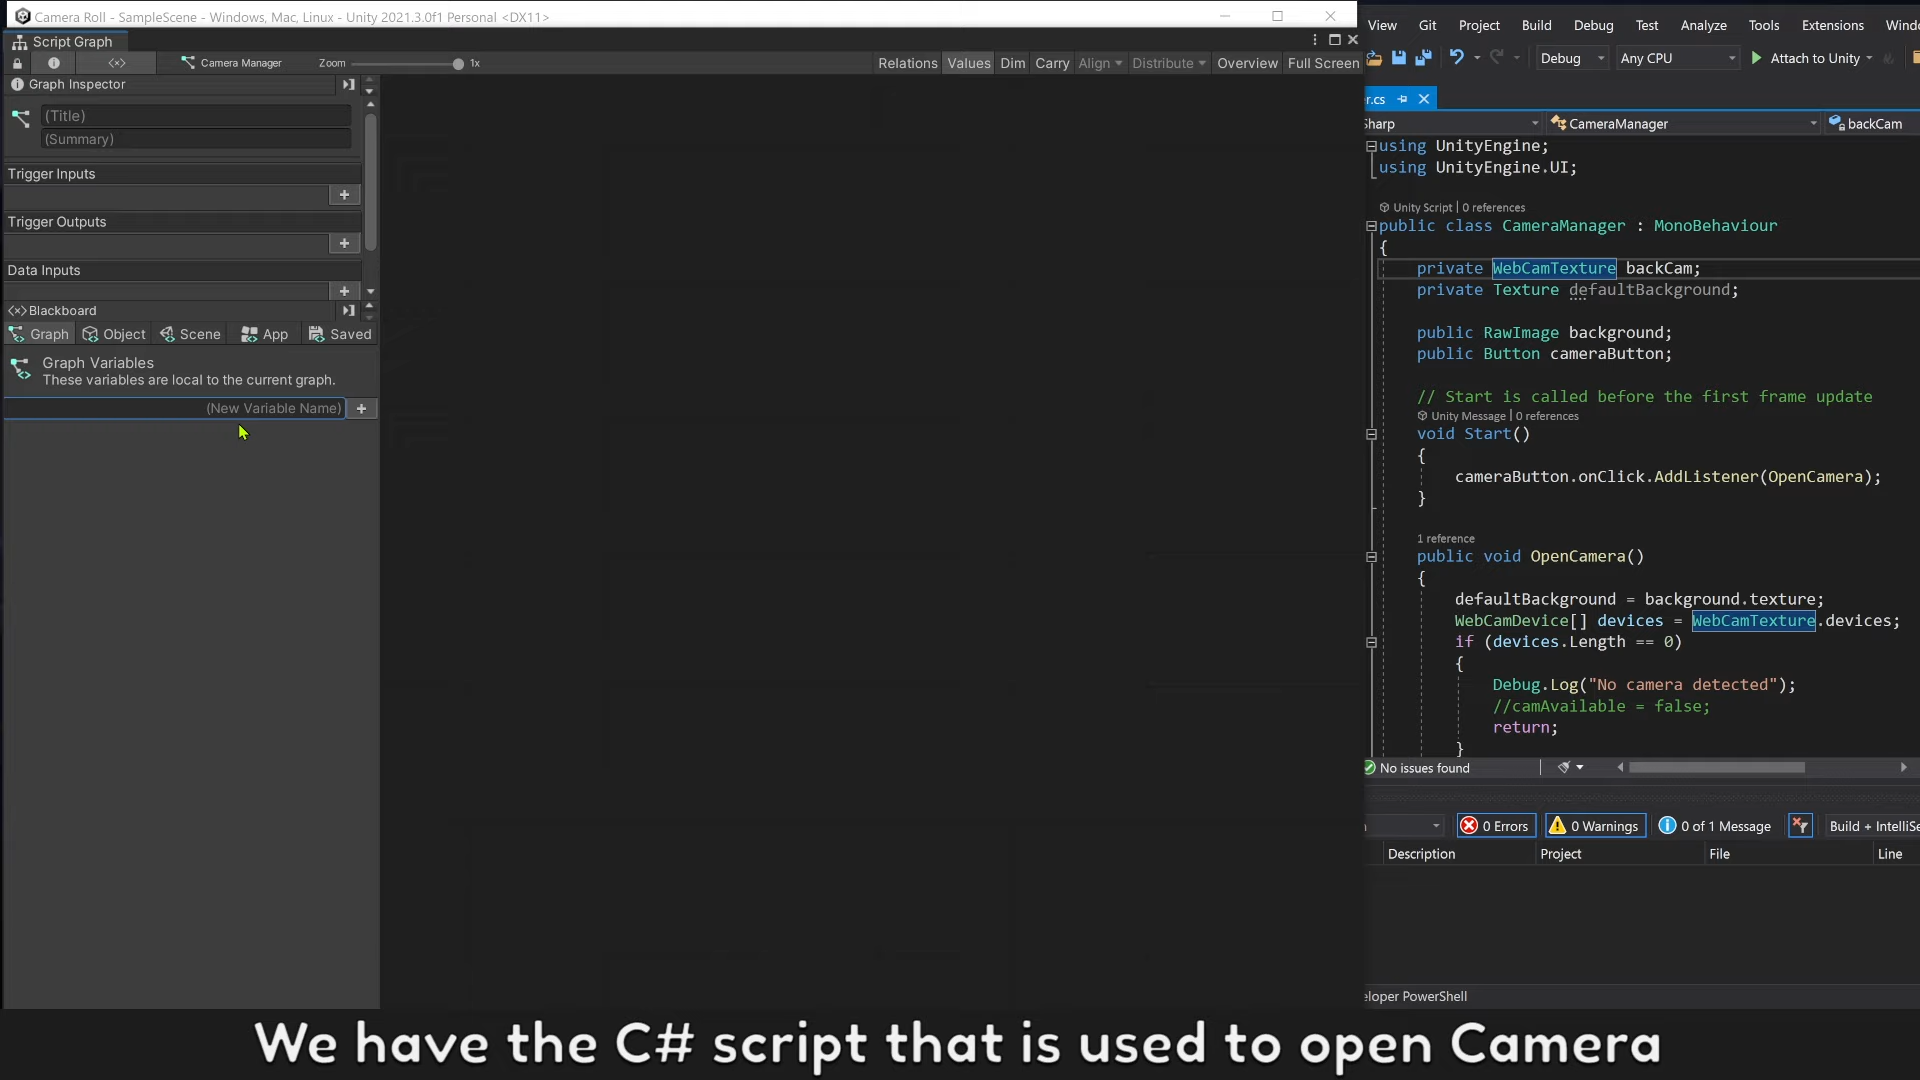 Camera Roll - SampleScene - Windows, Mac, Linux - Unity 2021.3.0f1 Personal <DX11>
Script Graph
Camera Manager Zoom 1x Relations Values Dim Carry Align Distribute Overview Full Screen
Graph Inspector
(Title)
(Summary)
Trigger Inputs
+
Trigger Outputs
+
Data Inputs
+
Blackboard
Graph Object Scene App Saved
Graph Variables
These variables are local to the current graph.
(New Variable Name) +
View Git Project Build Debug Test Analyze Tools Extensions
Debug Any CPU Attach to Unity
r.cs
CameraManager backCam
using UnityEngine;
using UnityEngine.UI;
Unity Script | 0 references
public class CameraManager : MonoBehaviour
{
private WebCamTexture backCam;
private Texture defaultBackground;
public RawImage background;
public Button cameraButton;
// Start is called before the first frame update
Unity Message | 0 references
void Start()
{
cameraButton.onClick.AddListener(OpenCamera);
}
1 reference
public void OpenCamera()
{
defaultBackground = background.texture;
WebCamDevice[] devices = WebCamTexture.devices;
if (devices.Length == 0)
{
Debug.Log("No camera detected");
//camAvailable = false;
return;
}
No issues found
0 Errors 0 Warnings 0 of 1 Message Build + IntelliSe
Description Project File Line
eloper PowerShell
We have the C# script that is used to open Camera